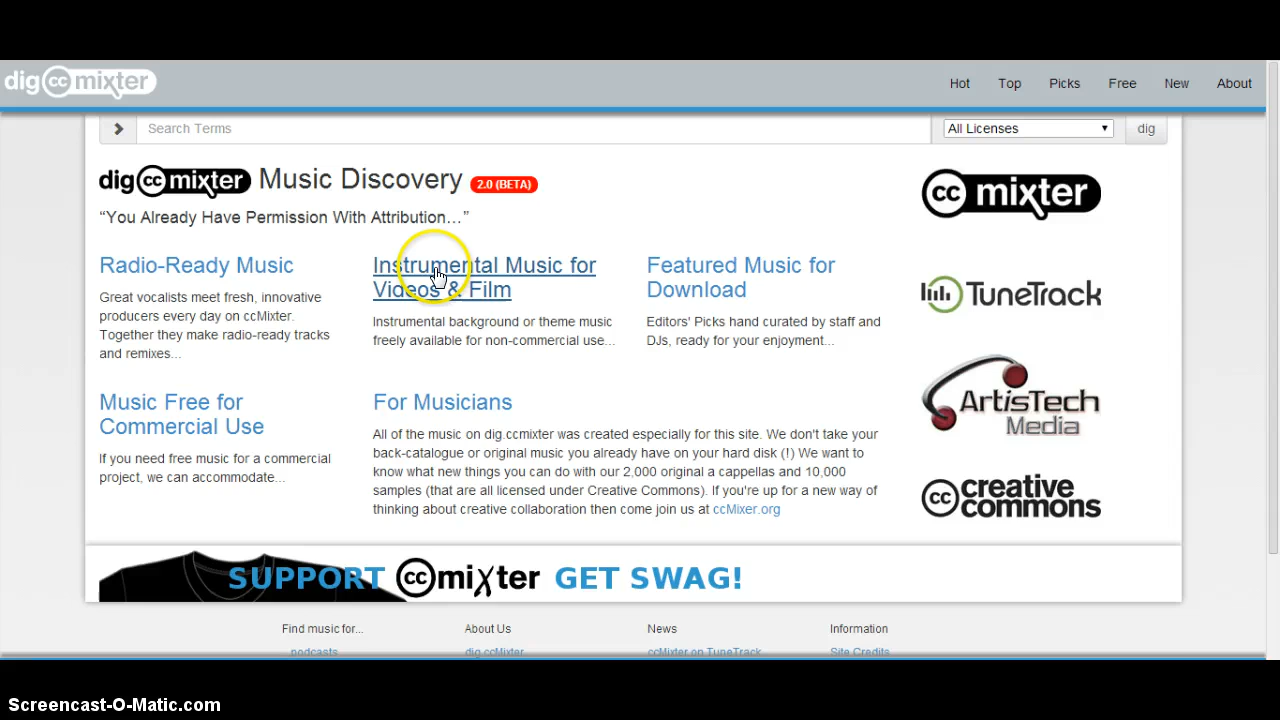 dig cc mixter
Hot Top Picks Free New About
Search Terms All Licenses dig
dig cc mixter Music Discovery 2.0 (BETA)
“You Already Have Permission With Attribution...”
Radio-Ready Music
Great vocalists meet fresh, innovative
producers every day on ccMixter.
Together they make radio-ready tracks
and remixes...
Instrumental Music for
Videos & Film
Instrumental background or theme music
freely available for non-commercial use...
Featured Music for
Download
Editors' Picks hand curated by staff and
DJs, ready for your enjoyment...
Music Free for
Commercial Use
If you need free music for a commercial
project, we can accommodate...
For Musicians
All of the music on dig.ccmixter was created especially for this site. We don't take your
back-catalogue or original music you already have on your hard disk (!) We want to
know what new things you can do with our 2,000 original a cappellas and 10,000
samples (that are all licensed under Creative Commons). If you're up for a new way of
thinking about creative collaboration then come join us at ccMixer.org
cc mixter
TuneTrack
ArtisTech
Media
cc creative
commons
SUPPORT cc mixter GET SWAG!
Find music for... About Us News Information
podcasts dig.ccMixter ccMixter on TuneTrack Site Credits
Screencast-O-Matic.com